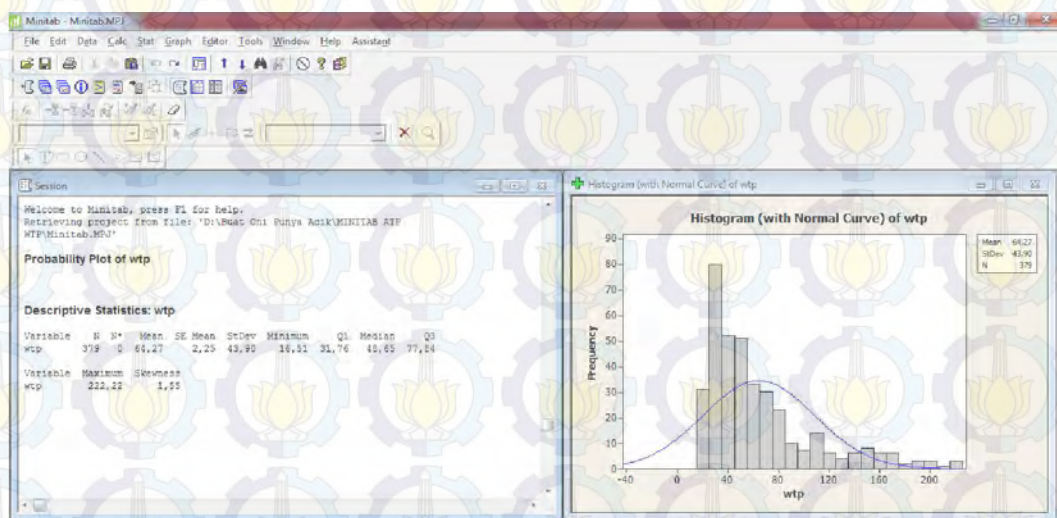 Minitab - Minitab.MPJ
File Edit Data Calc Stat Graph Editor Tools Window Help Assistant
Session
Welcome to Minitab, press F1 for help.
Retrieving project from file: 'D:\Buat Oni Punya Acik\MINITAB ATP
WTP\Minitab.MPJ'
Probability Plot of wtp
Descriptive Statistics: wtp
Variable N N* Mean SE Mean StDev Minimum Q1 Median Q3
wtp 379 0 64,27 2,25 43,90 16,51 31,76 48,65 77,84
Variable Maximum Skewness
wtp 222,22 1,55
Histogram (with Normal Curve) of wtp
Histogram (with Normal Curve) of wtp
Mean 64,27
StDev 43,90
N 379
90
80
70
60
50
40
30
20
10
0
Frequency
-40 0 40 80 120 160 200
wtp